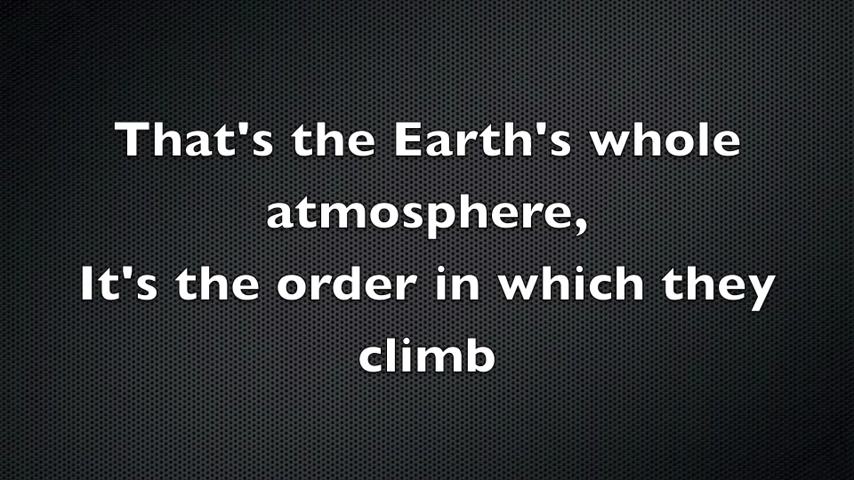 That's the Earth's whole
atmosphere,
It's the order in which they
climb